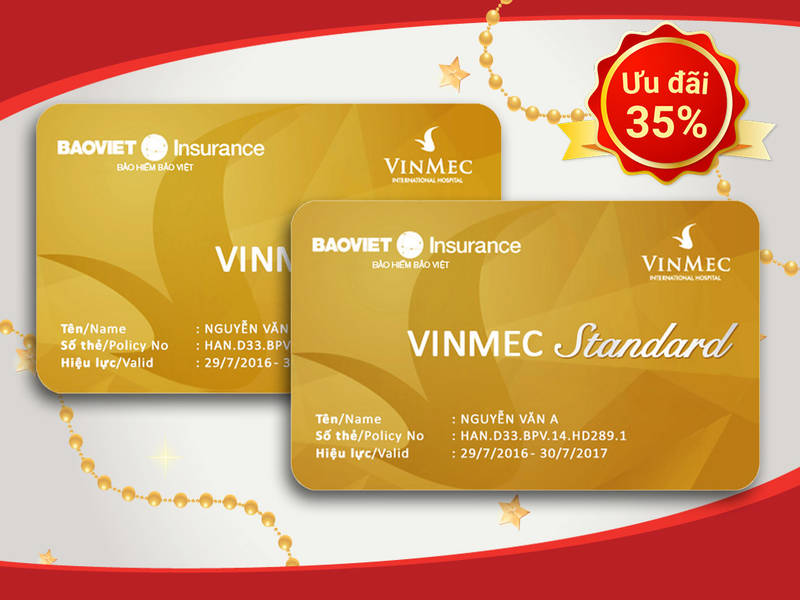 Ưu đãi
35%
BAOVIET Insurance
BẢO HIỂM BẢO VIỆT
VINMEC
INTERNATIONAL HOSPITAL
VINM
Tên/Name : NGUYỄN VĂN
Số thẻ/Policy No : HAN.D33.BPV
Hiệu lực/Valid : 29/7/2016 - 3
BAOVIET Insurance
BẢO HIỂM BẢO VIỆT
VINMEC
INTERNATIONAL HOSPITAL
VINMEC Standard
Tên/Name : NGUYỄN VĂN A
Số thẻ/Policy No : HAN.D33.BPV.14.HD289.1
Hiệu lực/Valid : 29/7/2016 - 30/7/2017